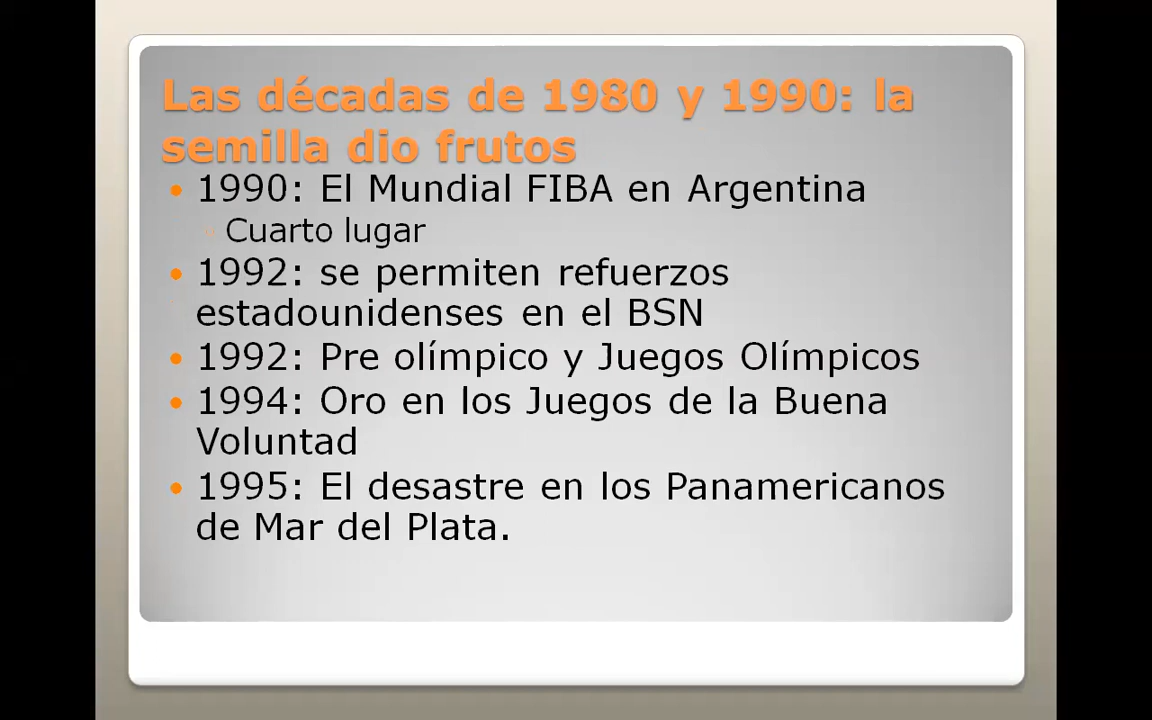 Las décadas de 1980 y 1990: la
semilla dio frutos
• 1990: El Mundial FIBA en Argentina
◦ Cuarto lugar
• 1992: se permiten refuerzos
estadounidenses en el BSN
• 1992: Pre olímpico y Juegos Olímpicos
• 1994: Oro en los Juegos de la Buena
Voluntad
• 1995: El desastre en los Panamericanos
de Mar del Plata.